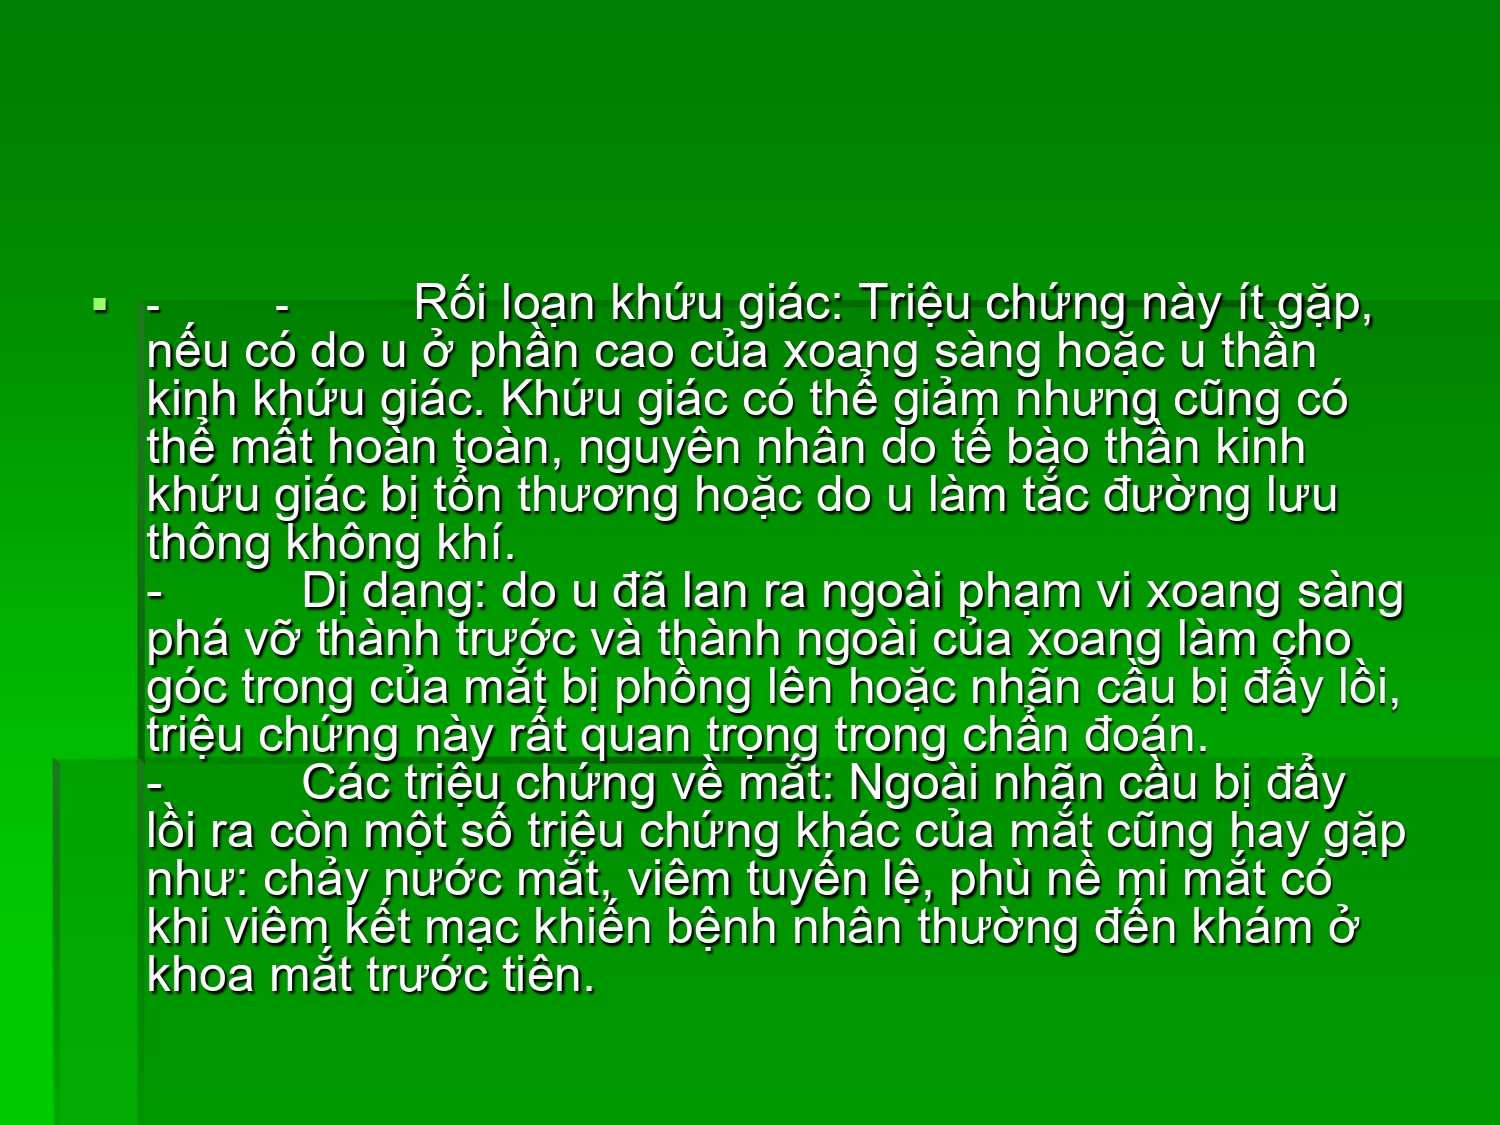 - - Rối loạn khứu giác: Triệu chứng này ít gặp,
nếu có do u ở phần cao của xoang sàng hoặc u thần
kinh khứu giác. Khứu giác có thể giảm nhưng cũng có
thể mất hoàn toàn, nguyên nhân do tế bào thần kinh
khứu giác bị tổn thương hoặc do u làm tắc đường lưu
thông không khí.
- Dị dạng: do u đã lan ra ngoài phạm vi xoang sàng
phá vỡ thành trước và thành ngoài của xoang làm cho
góc trong của mắt bị phồng lên hoặc nhãn cầu bị đẩy lồi,
triệu chứng này rất quan trọng trong chẩn đoán.
- Các triệu chứng về mắt: Ngoài nhãn cầu bị đẩy
lồi ra còn một số triệu chứng khác của mắt cũng hay gặp
như: chảy nước mắt, viêm tuyến lệ, phù nề mi mắt có
khi viêm kết mạc khiến bệnh nhân thường đến khám ở
khoa mắt trước tiên.